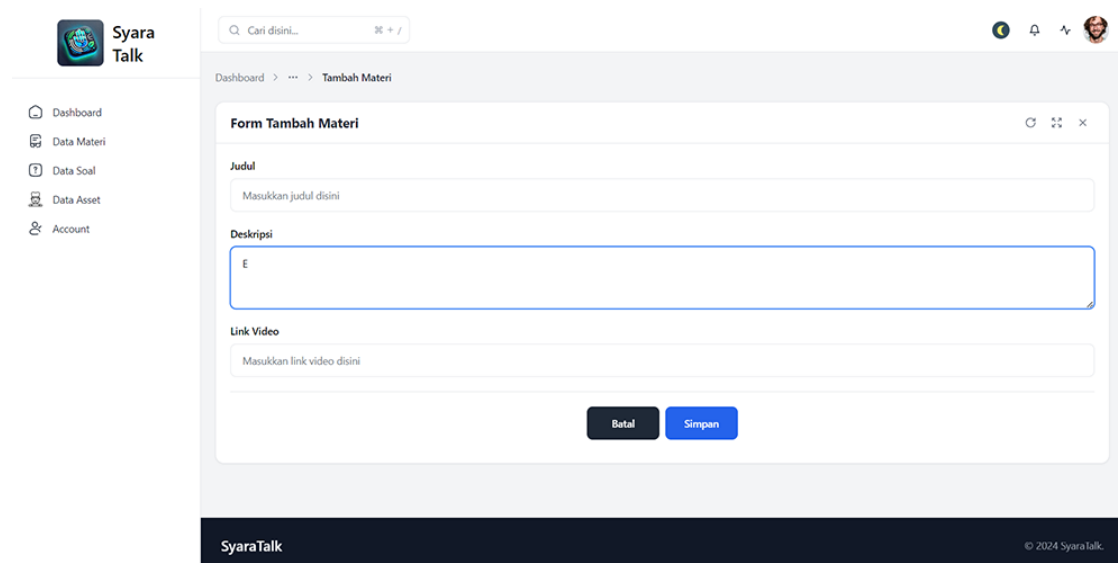 Syara
Talk
Cari disini... ⌘ + /
Dashboard > ... > Tambah Materi
Dashboard
Data Materi
Data Soal
Data Asset
Account
Form Tambah Materi
Judul
Masukkan judul disini
Deskripsi
E
Link Video
Masukkan link video disini
Batal
Simpan
SyaraTalk
© 2024 SyaraTalk.